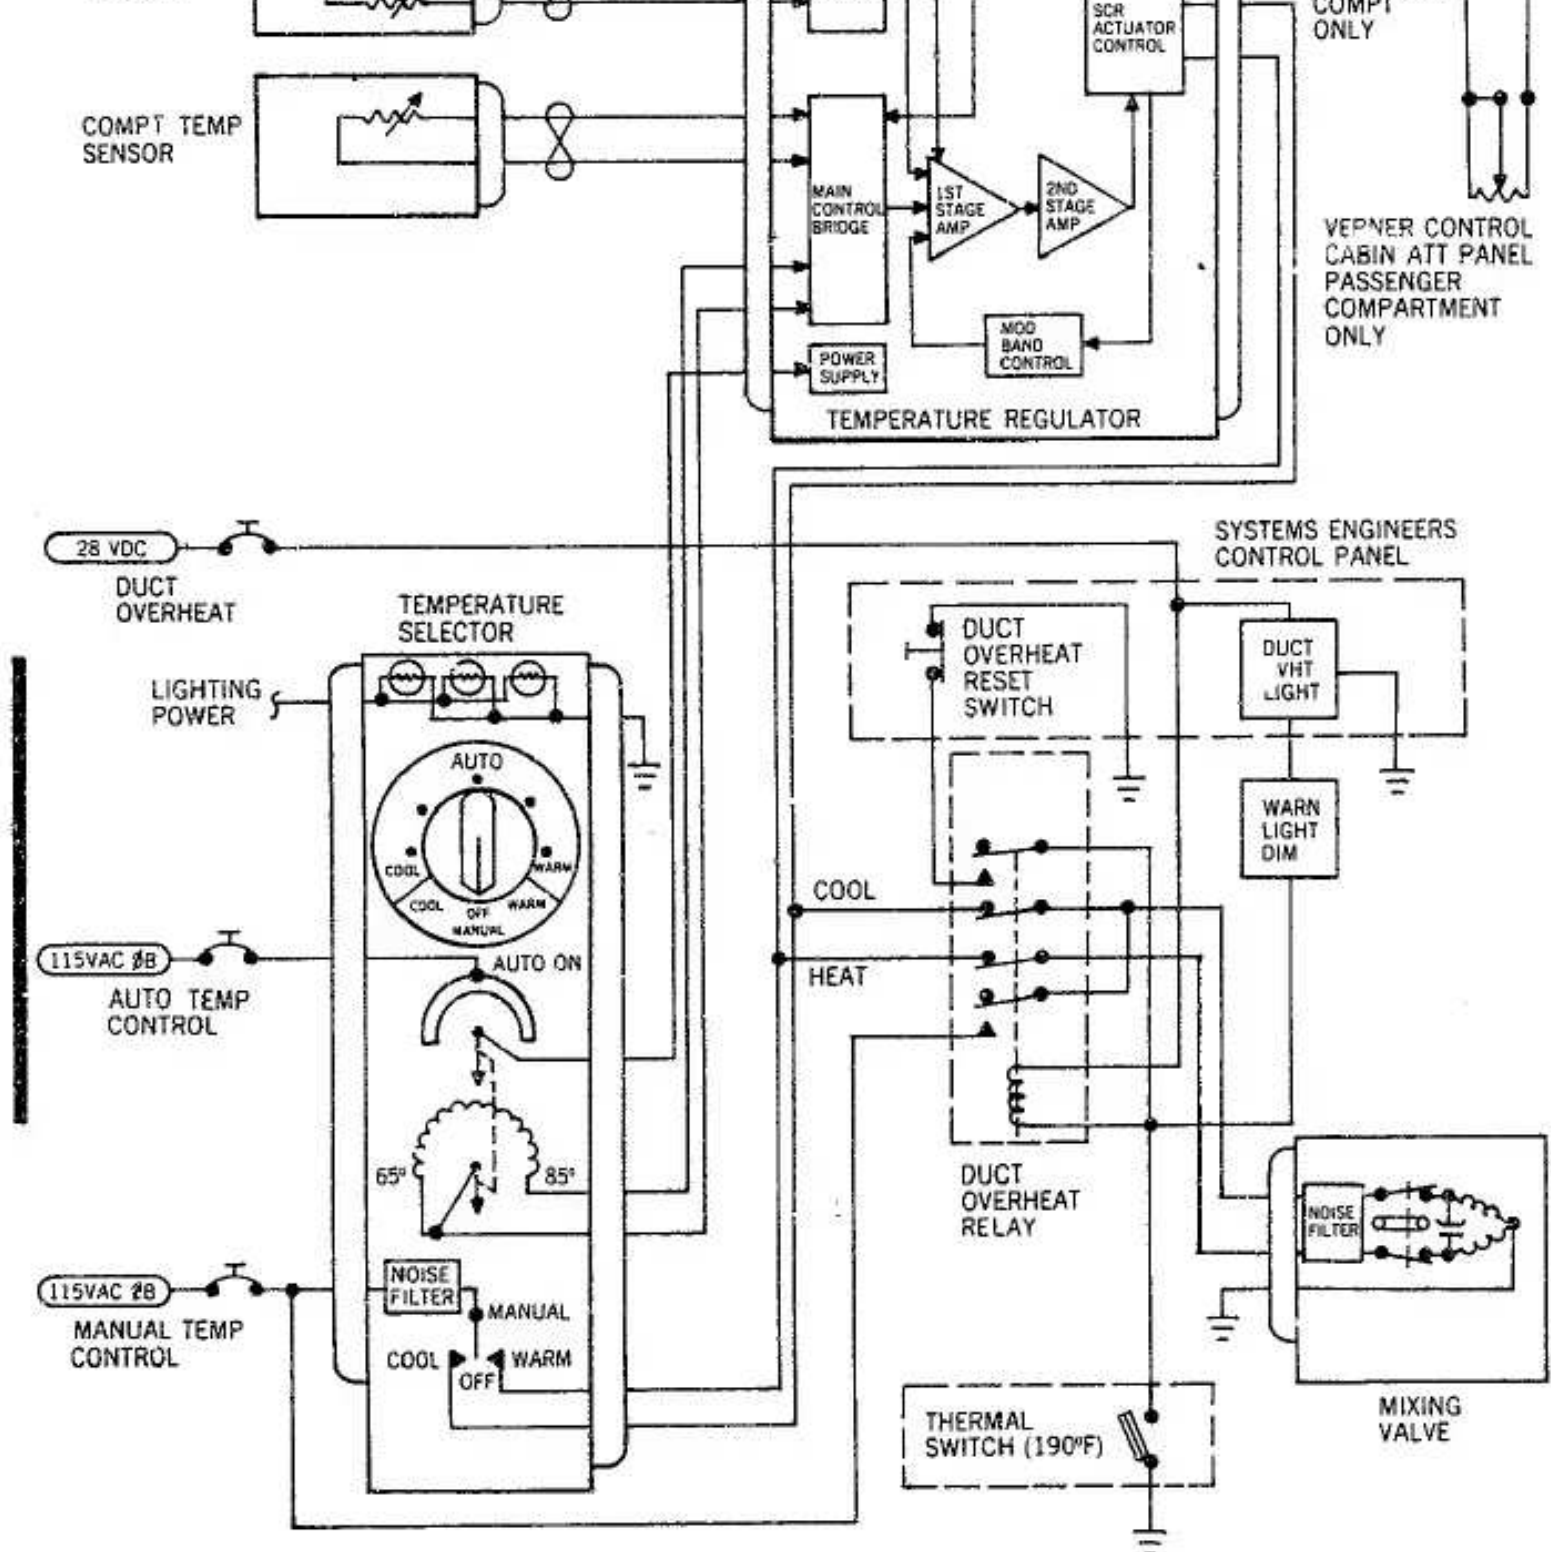 COMPT
ONLY
SCR
ACTUATOR
CONTROL
COMPT TEMP
SENSOR
MAIN
CONTROL
BRIDGE
1ST
STAGE
AMP
2ND
STAGE
AMP
VEPNER CONTROL
CABIN ATT PANEL
PASSENGER
COMPARTMENT
ONLY
MOD
BAND
CONTROL
POWER
SUPPLY
TEMPERATURE REGULATOR
28 VDC
DUCT
OVERHEAT
SYSTEMS ENGINEERS
CONTROL PANEL
TEMPERATURE
SELECTOR
DUCT
OVERHEAT
RESET
SWITCH
DUCT
VHT
LIGHT
LIGHTING
POWER
AUTO
COOL
WARM
COOL
OFF
WARM
MANUAL
WARN
LIGHT
DIM
COOL
HEAT
115VAC ØB
AUTO ON
AUTO TEMP
CONTROL
65º
85º
DUCT
OVERHEAT
RELAY
NOISE
FILTER
115VAC ØB
NOISE
FILTER
MANUAL
MANUAL TEMP
CONTROL
COOL
WARM
OFF
MIXING
VALVE
THERMAL
SWITCH (190ºF)